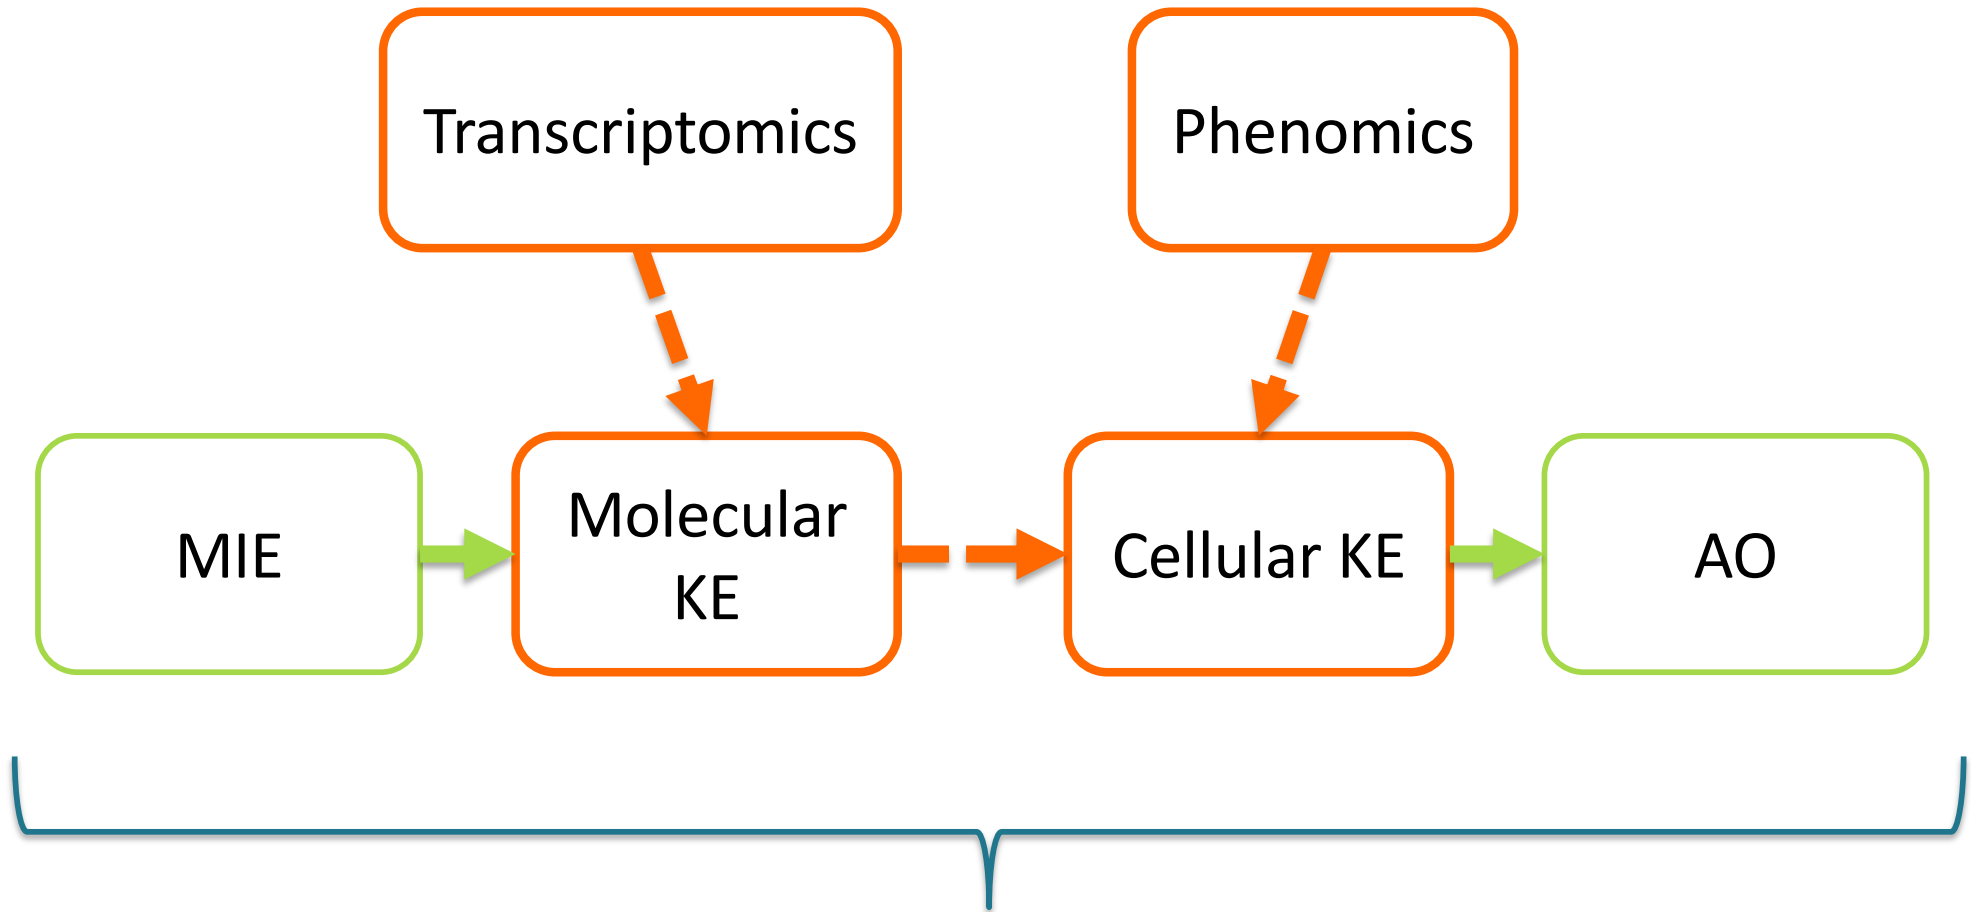 Transcriptomics
Phenomics
MIE
Molecular
KE
Cellular KE
AO